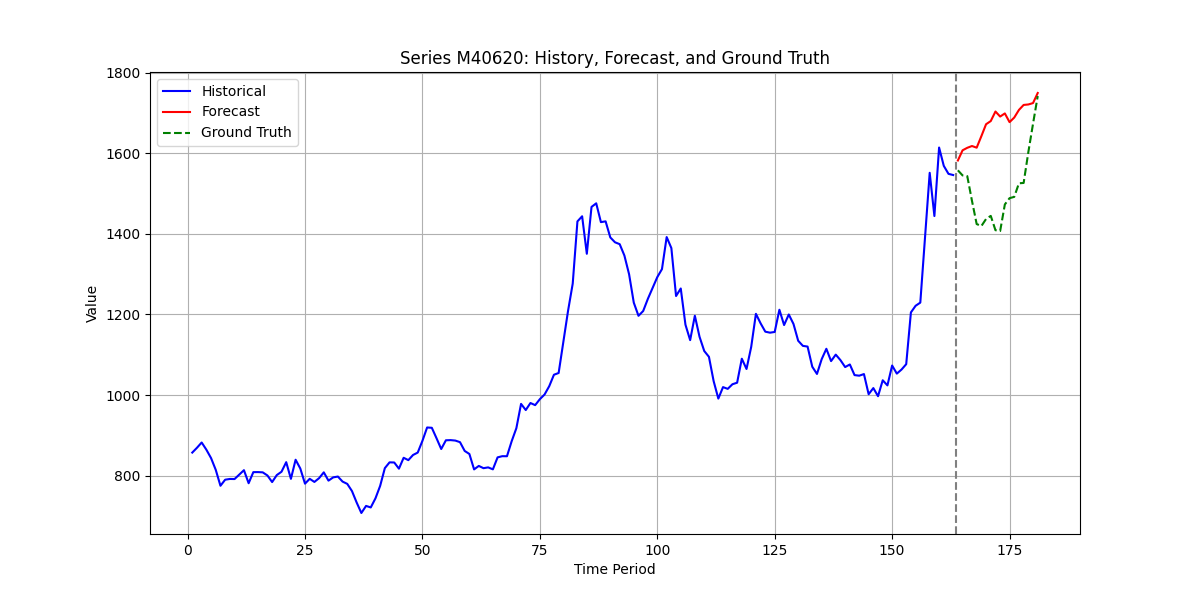 Series M40620: History, Forecast, and Ground Truth
Historical
Forecast
Ground Truth
Value
1800
1600
1400
1200
1000
800
0 25 50 75 100 125 150 175
Time Period